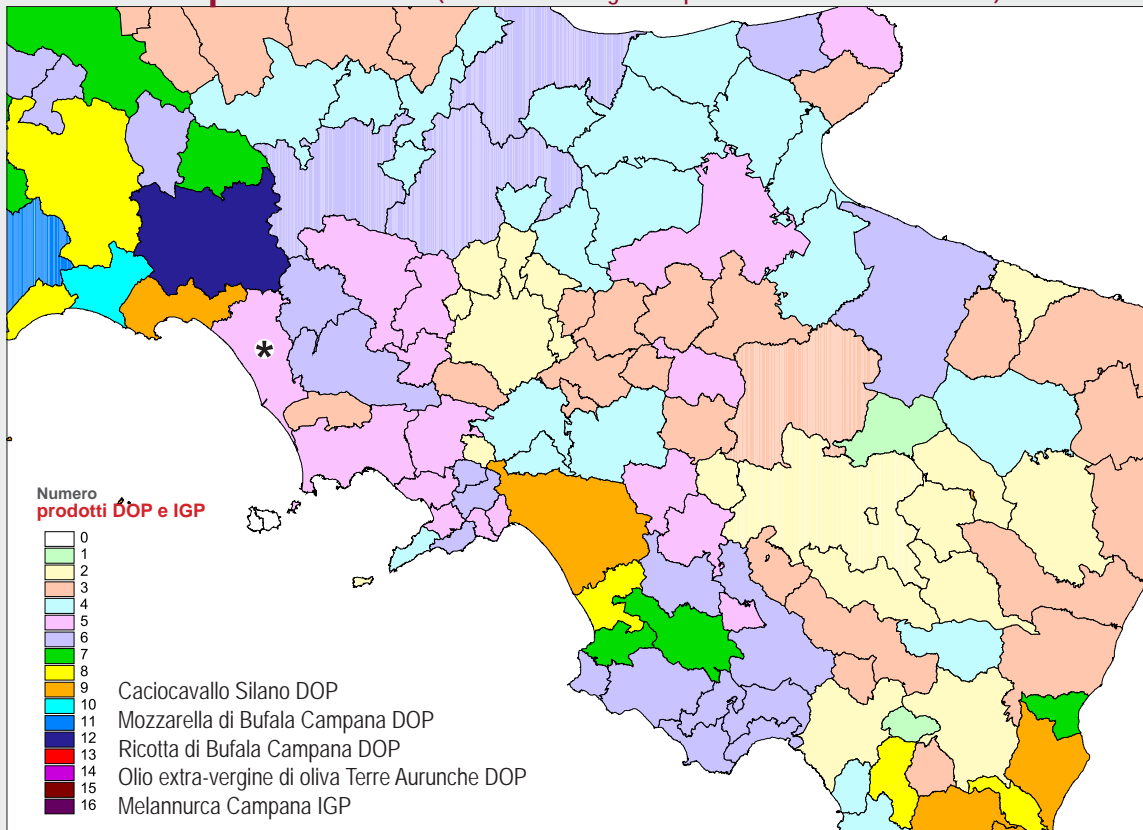 *
Numero
prodotti DOP e IGP
0
1
2
3
4
5
6
7
8
9
10
11
12
13
14
15
16
Caciocavallo Silano DOP
Mozzarella di Bufala Campana DOP
Ricotta di Bufala Campana DOP
Olio extra-vergine di oliva Terre Aurunche DOP
Melannurca Campana IGP